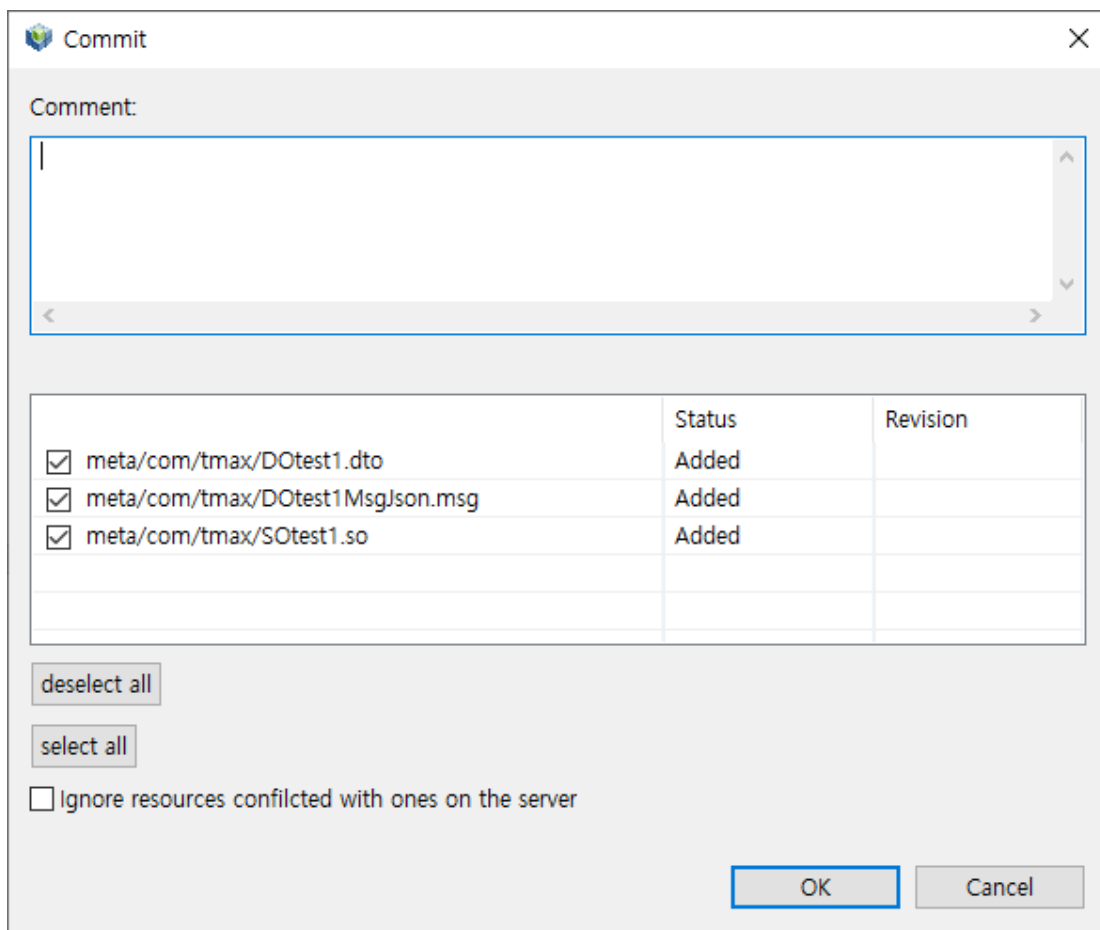 Commit
Comment:
Status Revision
meta/com/tmax/DOtest1.dto Added
meta/com/tmax/DOtest1MsgJson.msg Added
meta/com/tmax/SOtest1.so Added
deselect all
select all
Ignore resources confilcted with ones on the server
OK Cancel